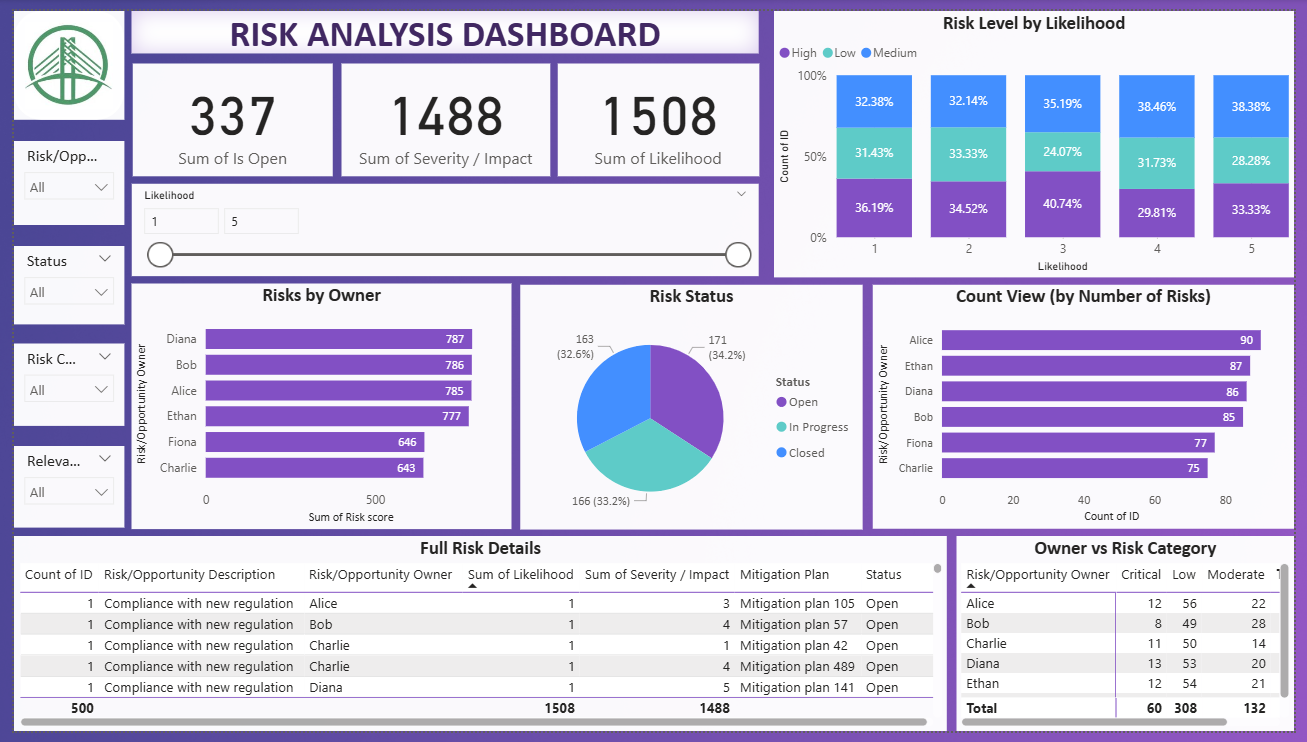 RISK ANALYSIS DASHBOARD
337
Sum of Is Open
1488
Sum of Severity / Impact
1508
Sum of Likelihood
Risk/Opp...
All
Status
All
Risk C...
All
Releva...
All
Likelihood
1 5
Risk Level by Likelihood
High Low Medium
Count of ID
100%
50%
0%
32.38% 32.14% 35.19% 38.46% 38.38%
31.43% 33.33% 24.07% 31.73% 28.28%
36.19% 34.52% 40.74% 29.81% 33.33%
1 2 3 4 5
Likelihood
Risks by Owner
Risk/Opportunity Owner
Diana 787
Bob 786
Alice 785
Ethan 777
Fiona 646
Charlie 643
0 500
Sum of Risk score
Risk Status
163
(32.6%)
171
(34.2%)
166 (33.2%)
Status
Open
In Progress
Closed
Count View (by Number of Risks)
Risk/Opportunity Owner
Alice 90
Ethan 87
Diana 86
Bob 85
Fiona 77
Charlie 75
0 20 40 60 80
Count of ID
Full Risk Details
Count of ID Risk/Opportunity Description Risk/Opportunity Owner Sum of Likelihood Sum of Severity / Impact Mitigation Plan Status
1 Compliance with new regulation Alice 1 3 Mitigation plan 105 Open
1 Compliance with new regulation Bob 1 4 Mitigation plan 57 Open
1 Compliance with new regulation Charlie 1 1 Mitigation plan 42 Open
1 Compliance with new regulation Charlie 1 4 Mitigation plan 489 Open
1 Compliance with new regulation Diana 1 5 Mitigation plan 141 Open
500 1508 1488
Owner vs Risk Category
Risk/Opportunity Owner Critical Low Moderate
Alice 12 56 22
Bob 8 49 28
Charlie 11 50 14
Diana 13 53 20
Ethan 12 54 21
Total 60 308 132